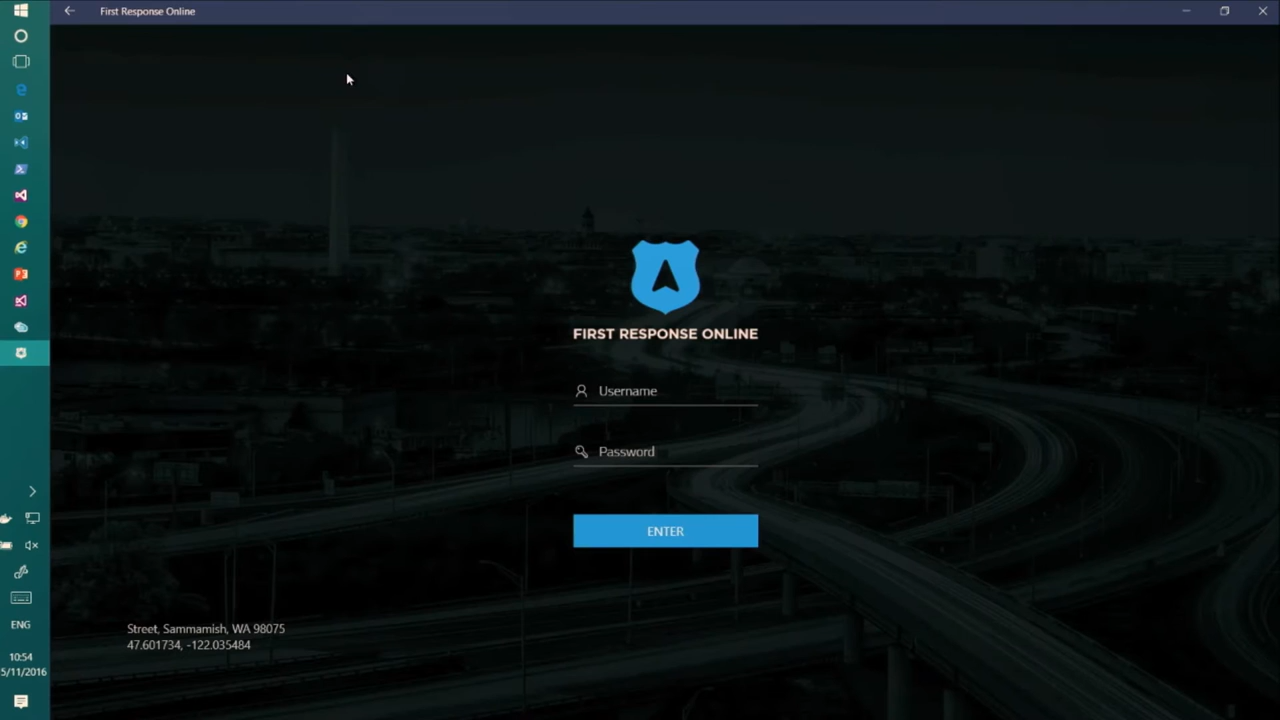 First Response Online
FIRST RESPONSE ONLINE
Username
Password
ENTER
Street, Sammamish, WA 98075
47.601734, -122.035484
ENG
10:54
5/11/2016